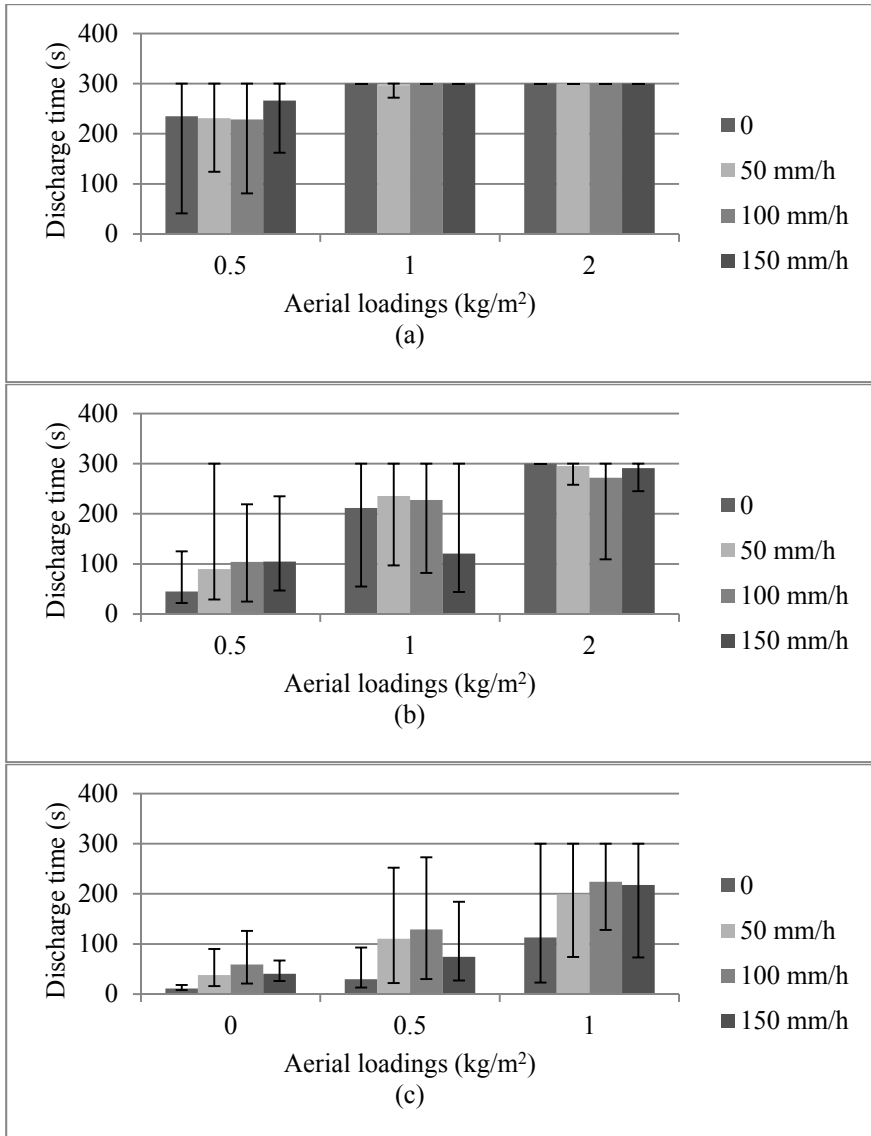 400
300
200
100
0
Discharge time (s)
0.5 1 2
Aerial loadings (kg/m²)
(a)
0
50 mm/h
100 mm/h
150 mm/h
400
300
200
100
0
Discharge time (s)
0.5 1 2
Aerial loadings (kg/m²)
(b)
0
50 mm/h
100 mm/h
150 mm/h
400
300
200
100
0
Discharge time (s)
0 0.5 1
Aerial loadings (kg/m²)
(c)
0
50 mm/h
100 mm/h
150 mm/h